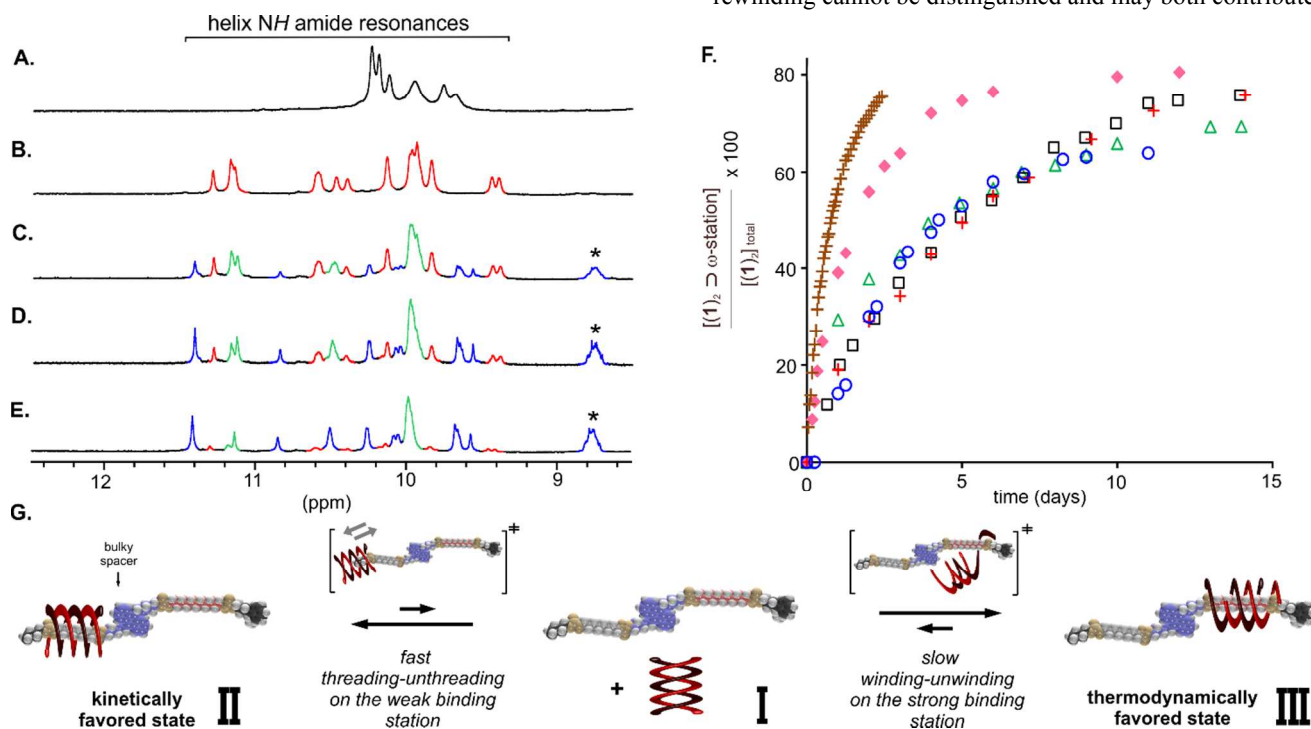 rewinding cannot be distinguished and may both contribute
helix NH amide resonances
A.
B.
C.
*
D.
*
E.
*
12
11
10
9
(ppm)
F.
80
60
40
20
0
[(1)₂ ⊃ ω-station]
[(1)₂] total
x 100
0
5
10
15
time (days)
G.
bulky
spacer
kinetically
favored state
II
≠
fast
threading-unthreading
on the weak binding
station
+
I
≠
slow
winding-unwinding
on the strong binding
station
thermodynamically
favored state
III